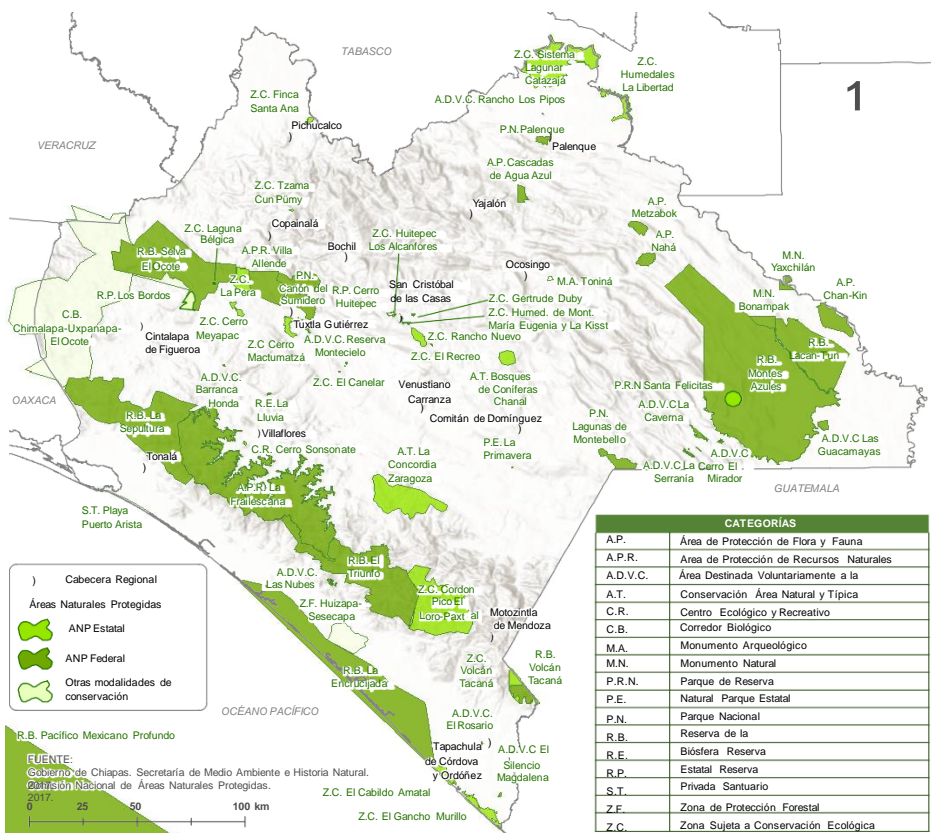 TABASCO
Z.C. Sistema
Lagunar
Catazajá
Z.C.
Humedales
La Libertad
1
Z.C. Finca
Santa Ana
A.D.V.C. Rancho Los Pipos
Pichucalco
P.N. Palenque
VERACRUZ
Palenque
A.P. Cascadas
de Agua Azul
Z.C. Tzama
Cun Pümy
Yajalón
A.P.
Metzabok
Copainalá
Z.C. Laguna
Bélgica
Z.C. Huitepec
Los Alcanfores
A.P.
Nahá
Bochil
R.B. Selva
El Ocote
A.P.R. Villa
Allende
M.N.
Yaxchilán
Ocosingo
Z.C.
La Pera
P.N.
Cañón del
Sumidero
R.P. Cerro
Huitepec
San Cristóbal
de las Casas
M.A. Toniná
A.P.
Chan-Kin
M.N.
Bonampak
R.P. Los Bordos
Z.C. Gertrude Duby
Z.C. Humed. de Mont.
María Eugenia y La Kisst
C.B.
Chimalapa-Uxpanapa-
El Ocote
Z.C. Cerro
Meyapac
Tuxtla Gutiérrez
Cintalapa
de Figueroa
Z.C. Rancho Nuevo
A.D.V.C. Reserva
Montecielo
Z.C Cerro
Mactumatzá
R.B.
Lacan-Tun
Z.C. El Recreo
R.B.
Montes
Azules
A.D.V.C.
Barranca
Honda
Z.C. El Canelar
A.T. Bosques
de Coníferas
Chanal
Venustiano
Carranza
P.R.N Santa Felicitas
OAXACA
R.E. La
Lluvia
A.D.V.C La
Caverna
R.B. La
Sepultura
Comitán de Domínguez
P.N.
Lagunas de
Montebello
Villaflores
A.D.V.C Las
Guacamayas
C.R. Cerro Sonsonate
P.E. La
Primavera
Tonalá
A.T. La
Concordia
Zaragoza
A.D.V.C
Cerro El
Mirador
A.D.V.C La
Serranía
A.P.R. La
Frailescana
GUATEMALA
S.T. Playa
Puerto Arista
R.B. El
Triunfo
A.D.V.C.
Las Nubes
Z.C. Cordon
Pico El
Loro-Paxtal
Z.F. Huizapa-
Sesecapa
Motozintla
de Mendoza
R.B. La
Encrucijada
Z.C.
Volcán
Tacaná
R.B.
Volcán
Tacaná
OCÉANO PACÍFICO
A.D.V.C.
El Rosario
R.B. Pacífico Mexicano Profundo
Tapachula
de Córdova
y Ordóñez
A.D.V.C El
Silencio
Magdalena
Z.C. El Cabildo Amatal
Z.C. El Gancho Murillo
Cabecera Regional
Áreas Naturales Protegidas
ANP Estatal
ANP Federal
Otras modalidades de
conservación
FUENTE:
Gobierno de Chiapas. Secretaría de Medio Ambiente e Historia Natural.
Comisión Nacional de Áreas Naturales Protegidas.
2017.
0 25 50 100 km
CATEGORÍAS
A.P. Área de Protección de Flora y Fauna
A.P.R. Área de Protección de Recursos Naturales
A.D.V.C. Área Destinada Voluntariamente a la
A.T. Conservación Área Natural y Típica
C.R. Centro Ecológico y Recreativo
C.B. Corredor Biológico
M.A. Monumento Arqueológico
M.N. Monumento Natural
P.R.N. Parque de Reserva
P.E. Natural Parque Estatal
P.N. Parque Nacional
R.B. Reserva de la
R.E. Biósfera Reserva
R.P. Estatal Reserva
S.T. Privada Santuario
Z.F. Zona de Protección Forestal
Z.C. Zona Sujeta a Conservación Ecológica